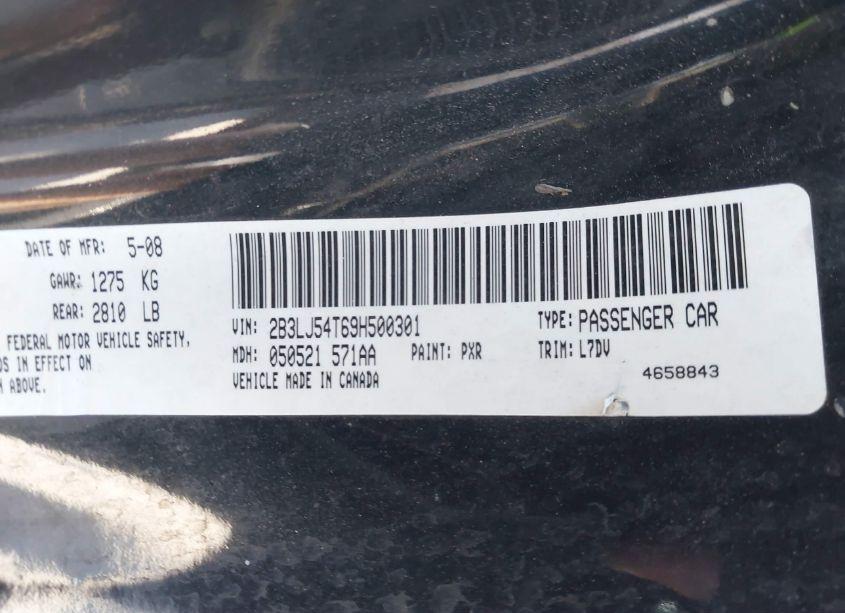 DATE OF MFR: 5-08
GAWR: 1275 KG
REAR: 2810 LB
FEDERAL MOTOR VEHICLE SAFETY,
IN EFFECT ON
ABOVE.
VIN: 2B3LJ54T69H500301 TYPE: PASSENGER CAR
MDH: 050521 571AA PAINT: PXR TRIM: L7DV
VEHICLE MADE IN CANADA 4658843